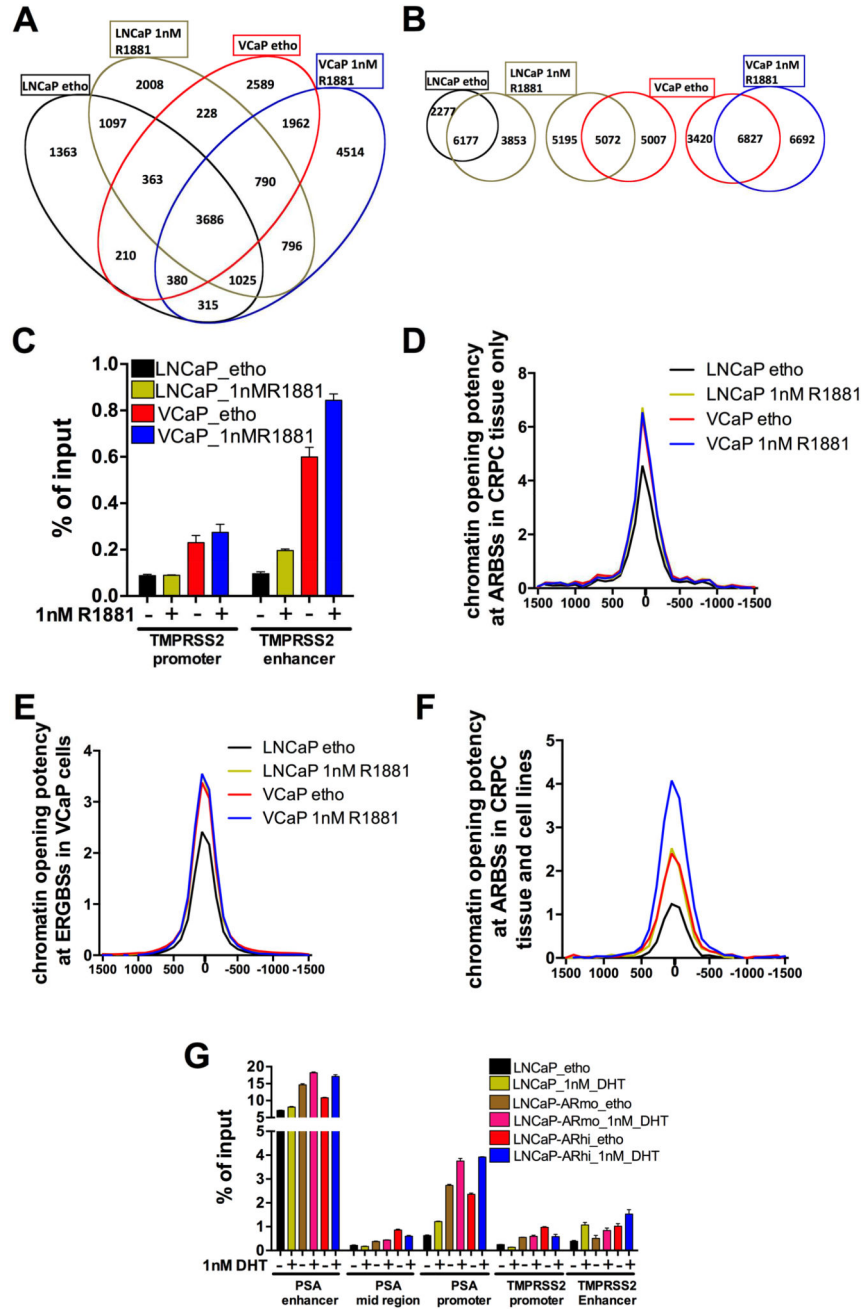 A
LNCaP etho
LNCaP 1nM
R1881
VCaP etho
VCaP 1nM
R1881
2008
2589
1097
228
1962
1363
4514
363
790
3686
210
796
380
1025
315
B
LNCaP etho
LNCaP 1nM
R1881
VCaP etho
VCaP 1nM
R1881
2277
6177
3853
5195
5072
5007
3420
6827
6692
C
LNCaP_etho
LNCaP_1nMR1881
VCaP_etho
VCaP_1nMR1881
% of input
1.0
0.8
0.6
0.4
0.2
0.0
1nM R1881
- + - + - + - +
TMPRSS2
promoter
TMPRSS2
enhancer
D
LNCaP etho
LNCaP 1nM R1881
VCaP etho
VCaP 1nM R1881
chromatin opening potency
at ARBSs in CRPC tissue only
8
6
4
2
0
1500 1000 500 0 -500 -1000 -1500
E
LNCaP etho
LNCaP 1nM R1881
VCaP etho
VCaP 1nM R1881
chromatin opening potency
at ERGBSs in VCaP cells
4
3
2
1
0
1500 1000 500 0 -500 -1000 -1500
F
chromatin opening potency
at ARBSs in CRPC
tissue and cell lines
5
4
3
2
1
0
1500 1000 500 0 -500 -1000 -1500
G
LNCaP_etho
LNCaP_1nM_DHT
LNCaP-ARmo_etho
LNCaP-ARmo_1nM_DHT
LNCaP-ARhi_etho
LNCaP-ARhi_1nM_DHT
% of input
20
15
10
5
5
4
3
2
1
0
1nM DHT
- + - + - + - + - + - + - + - + - + - + - + - + - + - + - +
PSA
enhancer
PSA
mid region
PSA
promoter
TMPRSS2
promoter
TMPRSS2
Enhancer